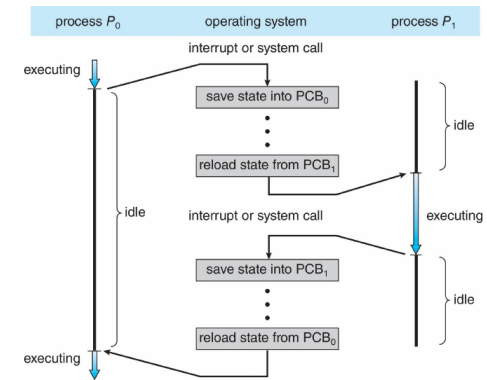 process P0 operating system process P1
interrupt or system call
executing
save state into PCB0
idle
reload state from PCB1
idle
interrupt or system call
executing
save state into PCB1
idle
reload state from PCB0
executing